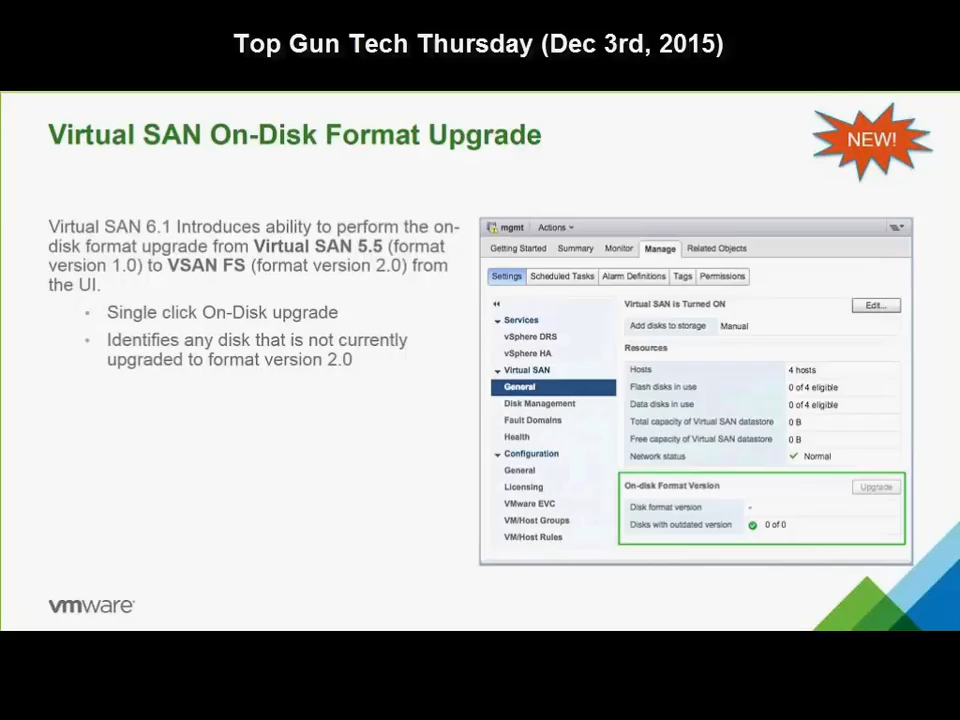 Top Gun Tech Thursday (Dec 3rd, 2015)
Virtual SAN On-Disk Format Upgrade
NEW!
Virtual SAN 6.1 Introduces ability to perform the on-
disk format upgrade from Virtual SAN 5.5 (format
version 1.0) to VSAN FS (format version 2.0) from
the UI.
• Single click On-Disk upgrade
• Identifies any disk that is not currently
upgraded to format version 2.0
mgmt Actions
Getting Started Summary Monitor Manage Related Objects
Settings Scheduled Tasks Alarm Definitions Tags Permissions
Services
vSphere DRS
vSphere HA
Virtual SAN
General
Disk Management
Fault Domains
Health
Configuration
General
Licensing
VMware EVC
VM/Host Groups
VM/Host Rules
Virtual SAN is Turned ON Edit...
Add disks to storage Manual
Resources
Hosts 4 hosts
Flash disks in use 0 of 4 eligible
Data disks in use 0 of 4 eligible
Total capacity of Virtual SAN datastore 0 B
Free capacity of Virtual SAN datastore 0 B
Network status Normal
On-disk Format Version Upgrade
Disk format version -
Disks with outdated version 0 of 0
vmware